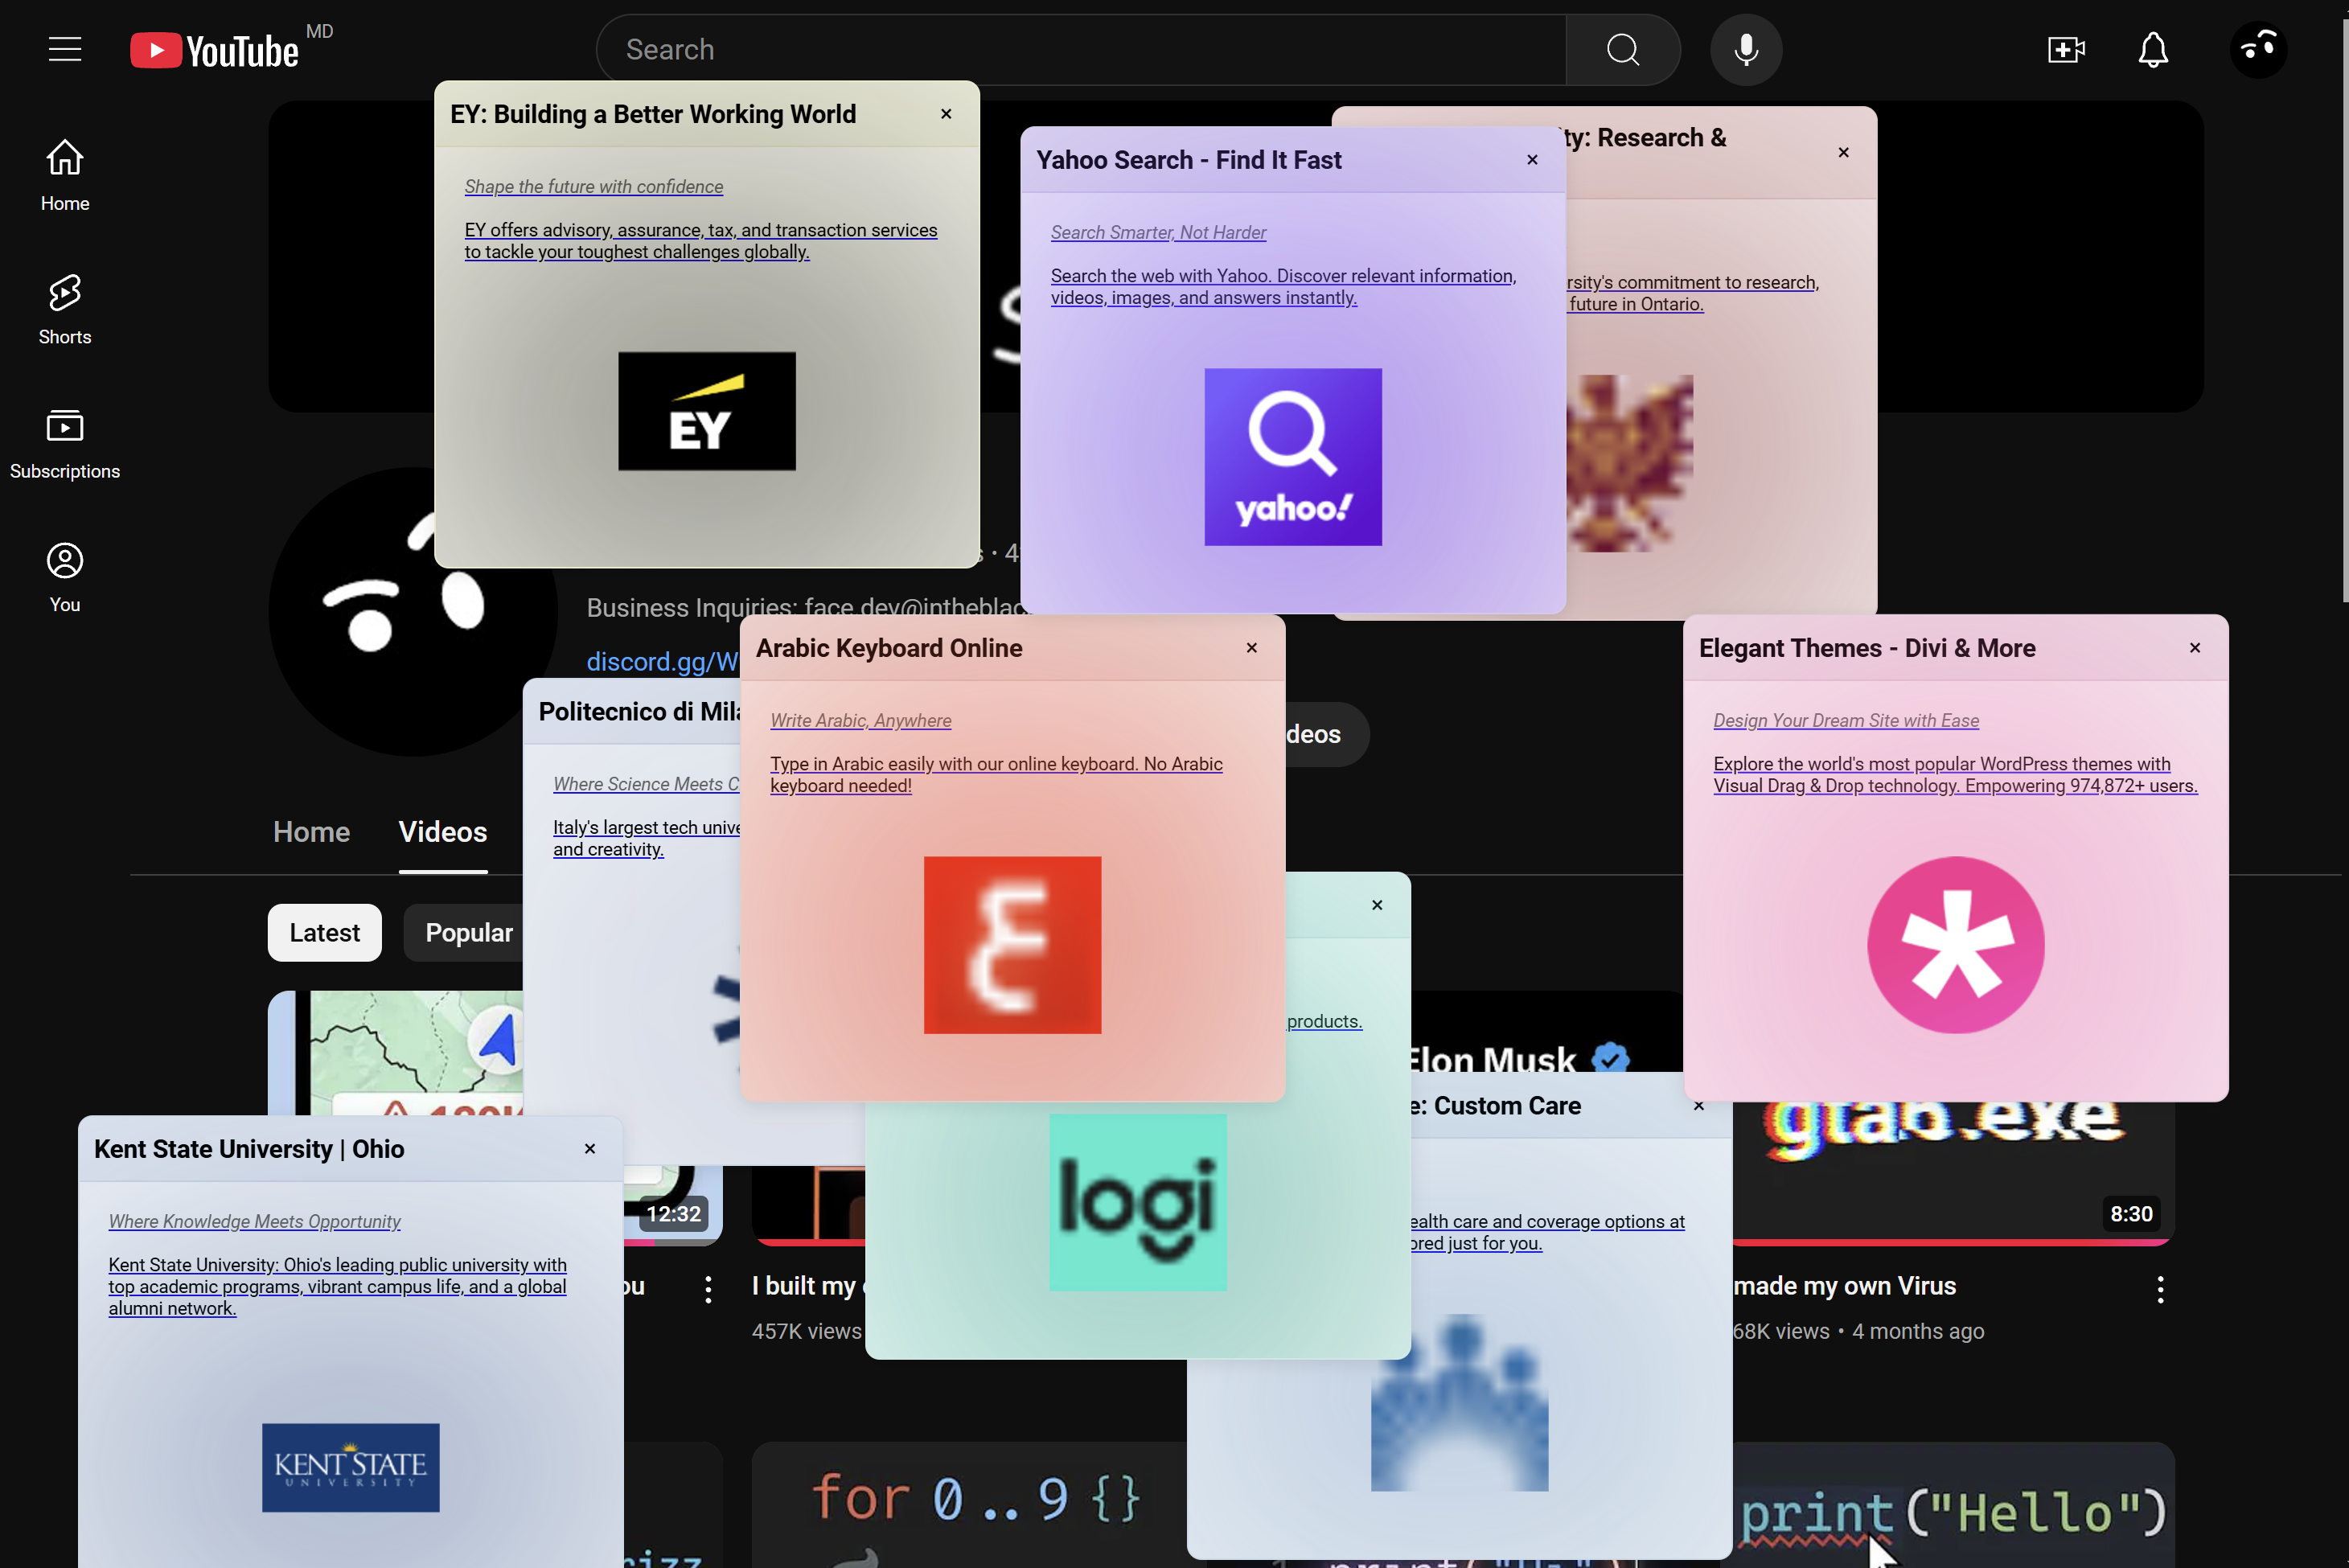 YouTube MD
Search
Home
Shorts
Subscriptions
You
EY: Building a Better Working World
Shape the future with confidence
EY offers advisory, assurance, tax, and transaction services
to tackle your toughest challenges globally.
EY
Yahoo Search - Find It Fast
Search Smarter, Not Harder
Search the web with Yahoo. Discover relevant information,
videos, images, and answers instantly.
yahoo!
ty: Research &
rsity's commitment to research,
future in Ontario.
· 4
Business Inquiries: face.dev@intheblac
discord.gg/W
deos
Politecnico di Mila
Where Science Meets C
Italy's largest tech unive
and creativity.
Arabic Keyboard Online
Write Arabic, Anywhere
Type in Arabic easily with our online keyboard. No Arabic
keyboard needed!
Elegant Themes - Divi & More
Design Your Dream Site with Ease
Explore the world's most popular WordPress themes with
Visual Drag & Drop technology. Empowering 974,872+ users.
Home
Videos
Latest
Popular
products.
logi
Elon Musk
e: Custom Care
ealth care and coverage options at
ored just for you.
Kent State University | Ohio
Where Knowledge Meets Opportunity
Kent State University: Ohio's leading public university with
top academic programs, vibrant campus life, and a global
alumni network.
KENT STATE
UNIVERSITY
12:32
ou
I built my
457K views
8:30
made my own Virus
68K views • 4 months ago
for 0..9 {}
print("Hello")